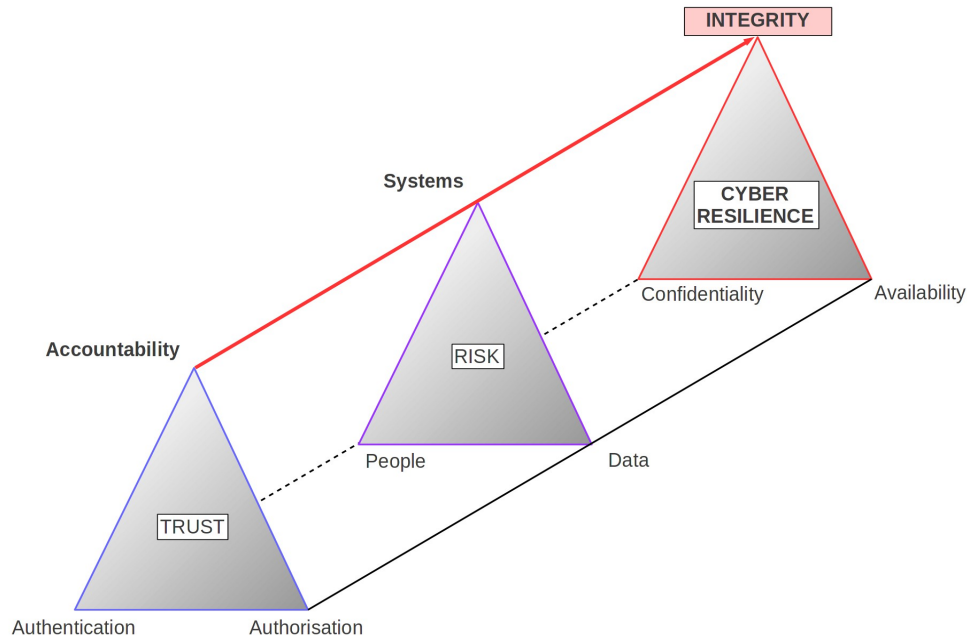 INTEGRITY
Systems
CYBER
RESILIENCE
Confidentiality
Availability
Accountability
RISK
People
Data
TRUST
Authentication
Authorisation